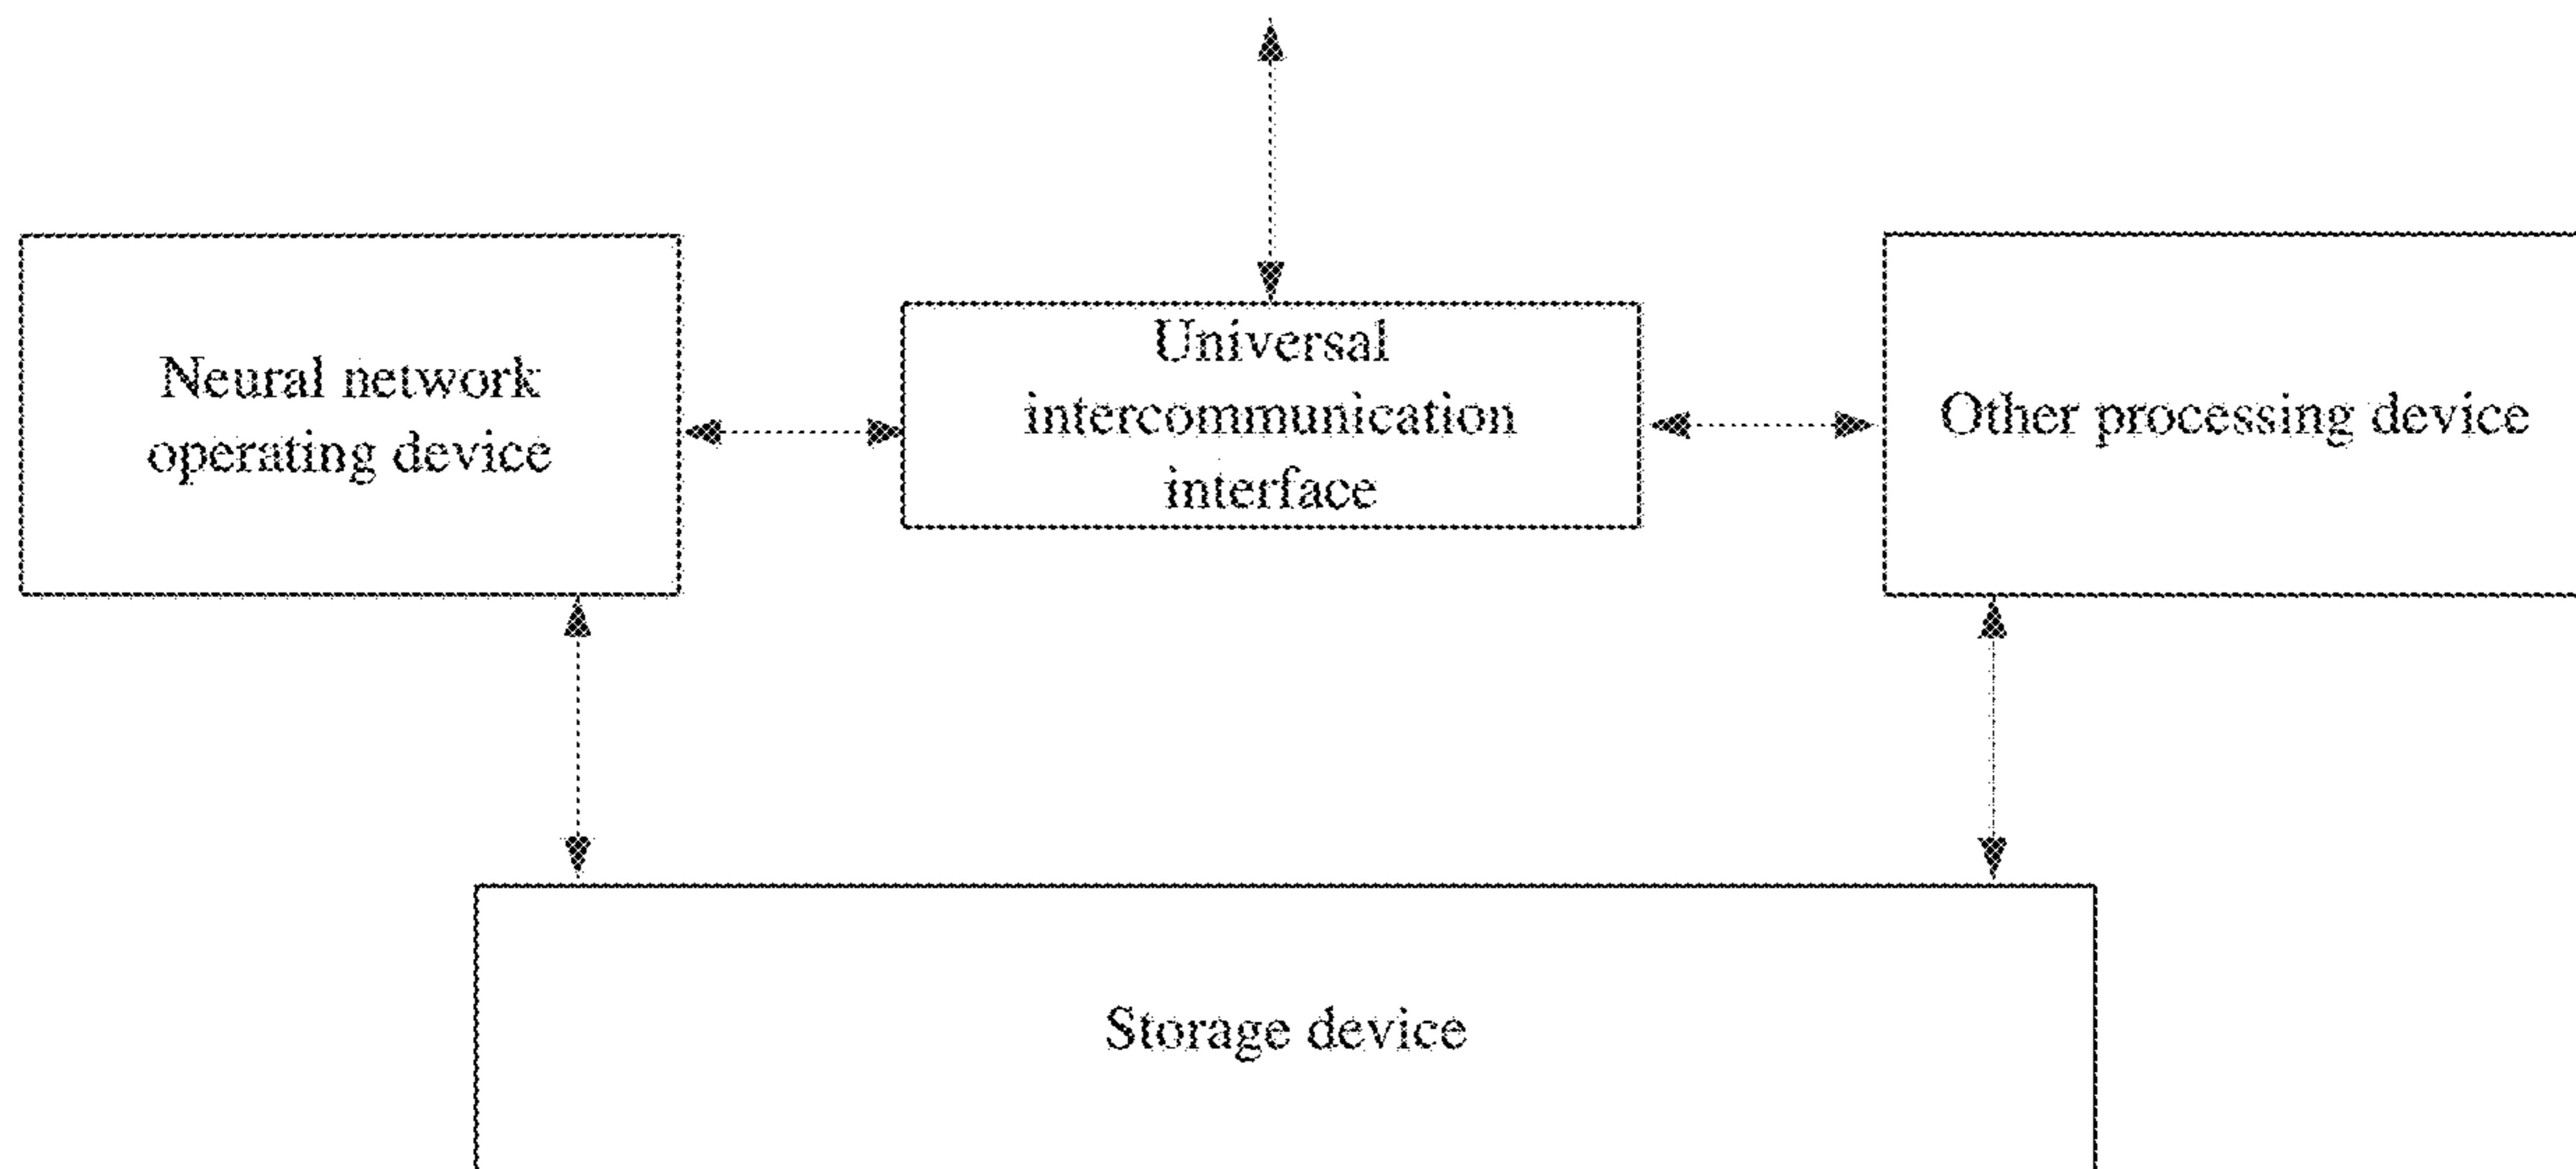 Neural network
operating device
Universal
intercommunication
interface
Other processing device
Storage device